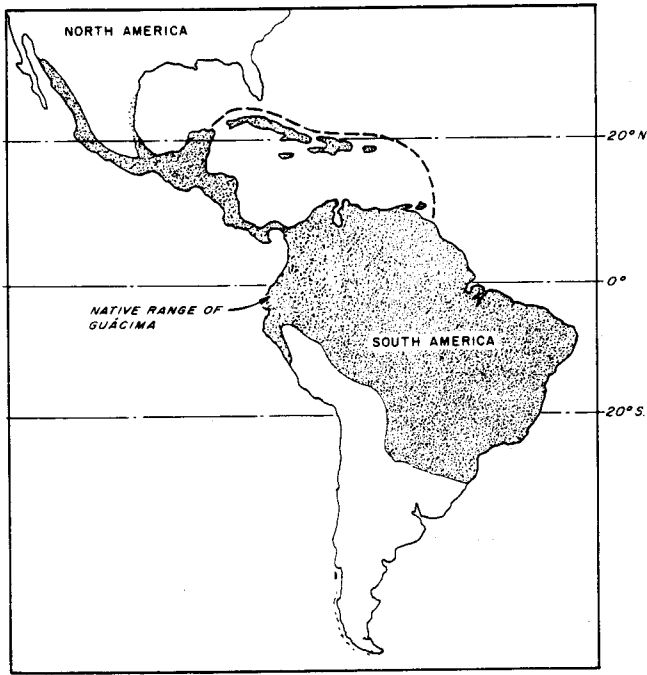 NORTH AMERICA
20° N
0°
NATIVE RANGE OF
GUÁCIMA
SOUTH AMERICA
20° S.